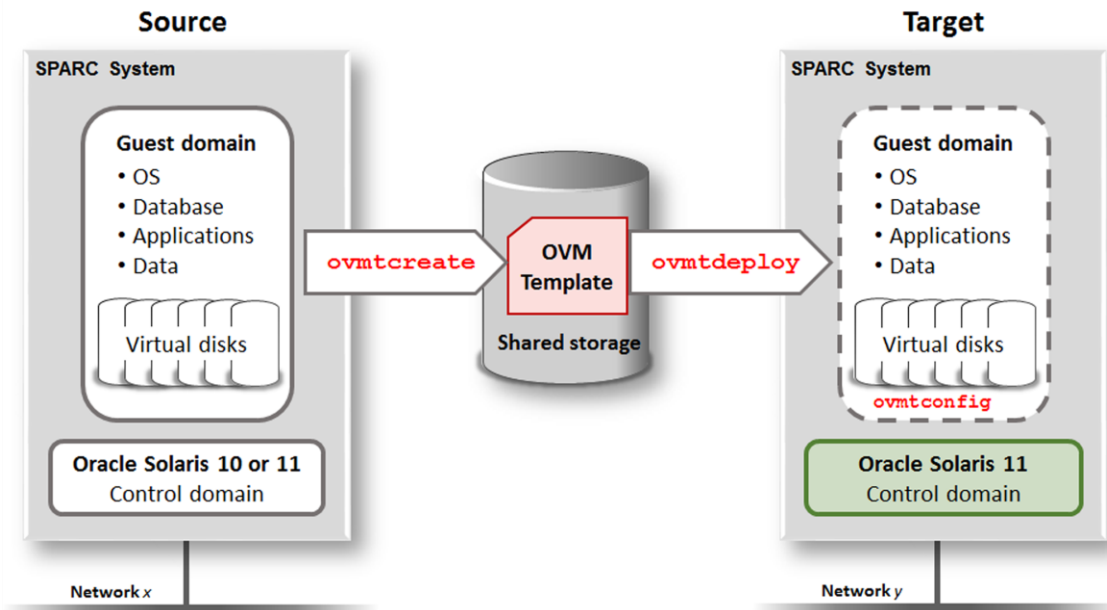 Source
SPARC System
Guest domain
• OS
• Database
• Applications
• Data
Virtual disks
Oracle Solaris 10 or 11
Control domain
Network x
ovmtcreate
OVM
Template
Shared storage
ovmtdeploy
Target
SPARC System
Guest domain
• OS
• Database
• Applications
• Data
Virtual disks
ovmtconfig
Oracle Solaris 11
Control domain
Network y